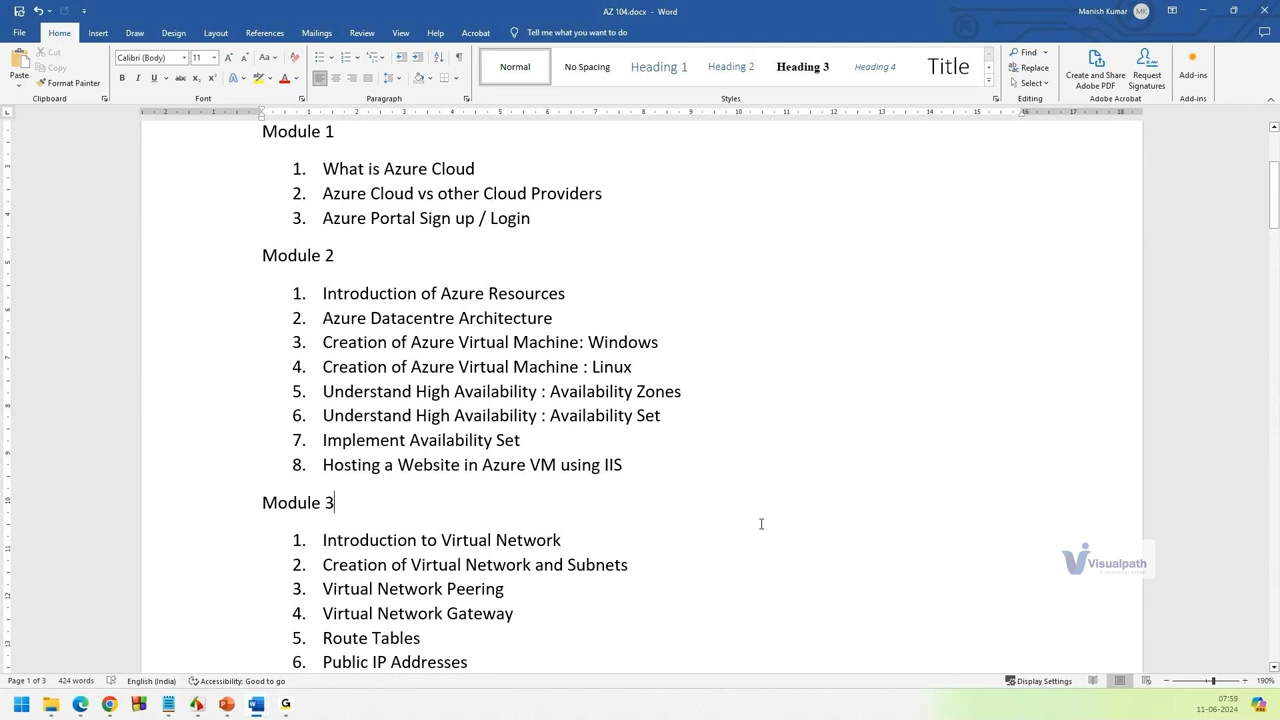 AZ 104.docx - Word
Manish Kumar MK
File Home Insert Draw Design Layout References Mailings Review View Help Acrobat Tell me what you want to do
Paste
Cut
Copy
Format Painter
Clipboard
Calibri (Body) 11
Font
Paragraph
Normal
No Spacing
Heading 1
Heading 2
Heading 3
Heading 4
Title
Styles
Find
Replace
Select
Editing
Create and Share
Adobe PDF
Request
Signatures
Adobe Acrobat
Add-ins
Add-ins
Module 1
1. What is Azure Cloud
2. Azure Cloud vs other Cloud Providers
3. Azure Portal Sign up / Login
Module 2
1. Introduction of Azure Resources
2. Azure Datacentre Architecture
3. Creation of Azure Virtual Machine: Windows
4. Creation of Azure Virtual Machine : Linux
5. Understand High Availability : Availability Zones
6. Understand High Availability : Availability Set
7. Implement Availability Set
8. Hosting a Website in Azure VM using IIS
Module 3
1. Introduction to Virtual Network
2. Creation of Virtual Network and Subnets
3. Virtual Network Peering
4. Virtual Network Gateway
5. Route Tables
6. Public IP Addresses
Visualpath
Page 1 of 3 424 words English (India) Accessibility: Good to go Display Settings 190%
07:59
11-06-2024